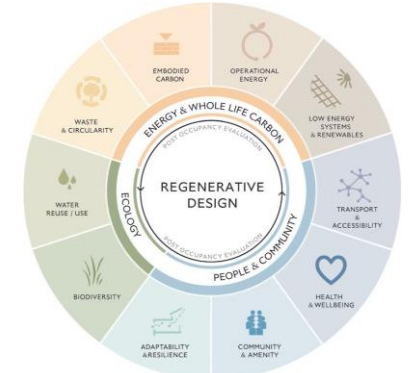 EMBODIED
CARBON
OPERATIONAL
ENERGY
LOW ENERGY
SYSTEMS
& RENEWABLES
TRANSPORT
&
ACCESSIBILITY
HEALTH
& WELLBEING
COMMUNITY
& AMENITY
ADAPTABILITY
&RESILIENCE
BIODIVERSITY
WATER
REUSE / USE
WASTE
& CIRCULARITY
ENERGY & WHOLE LIFE CARBON
PEOPLE & COMMUNITY
ECOLOGY
POST OCCUPANCY EVALUATION
REGENERATIVE
DESIGN
POST OCCUPANCY EVALUATION